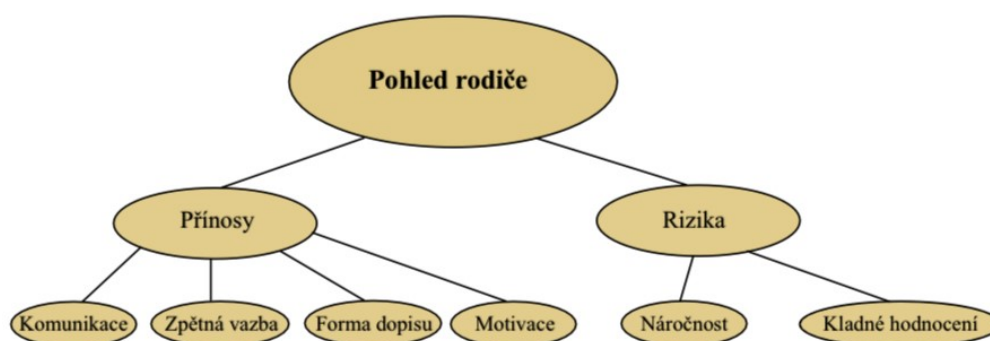 Pohled rodiče
Přínosy
Rizika
Komunikace
Zpětná vazba
Forma dopisu
Motivace
Náročnost
Kladné hodnocení